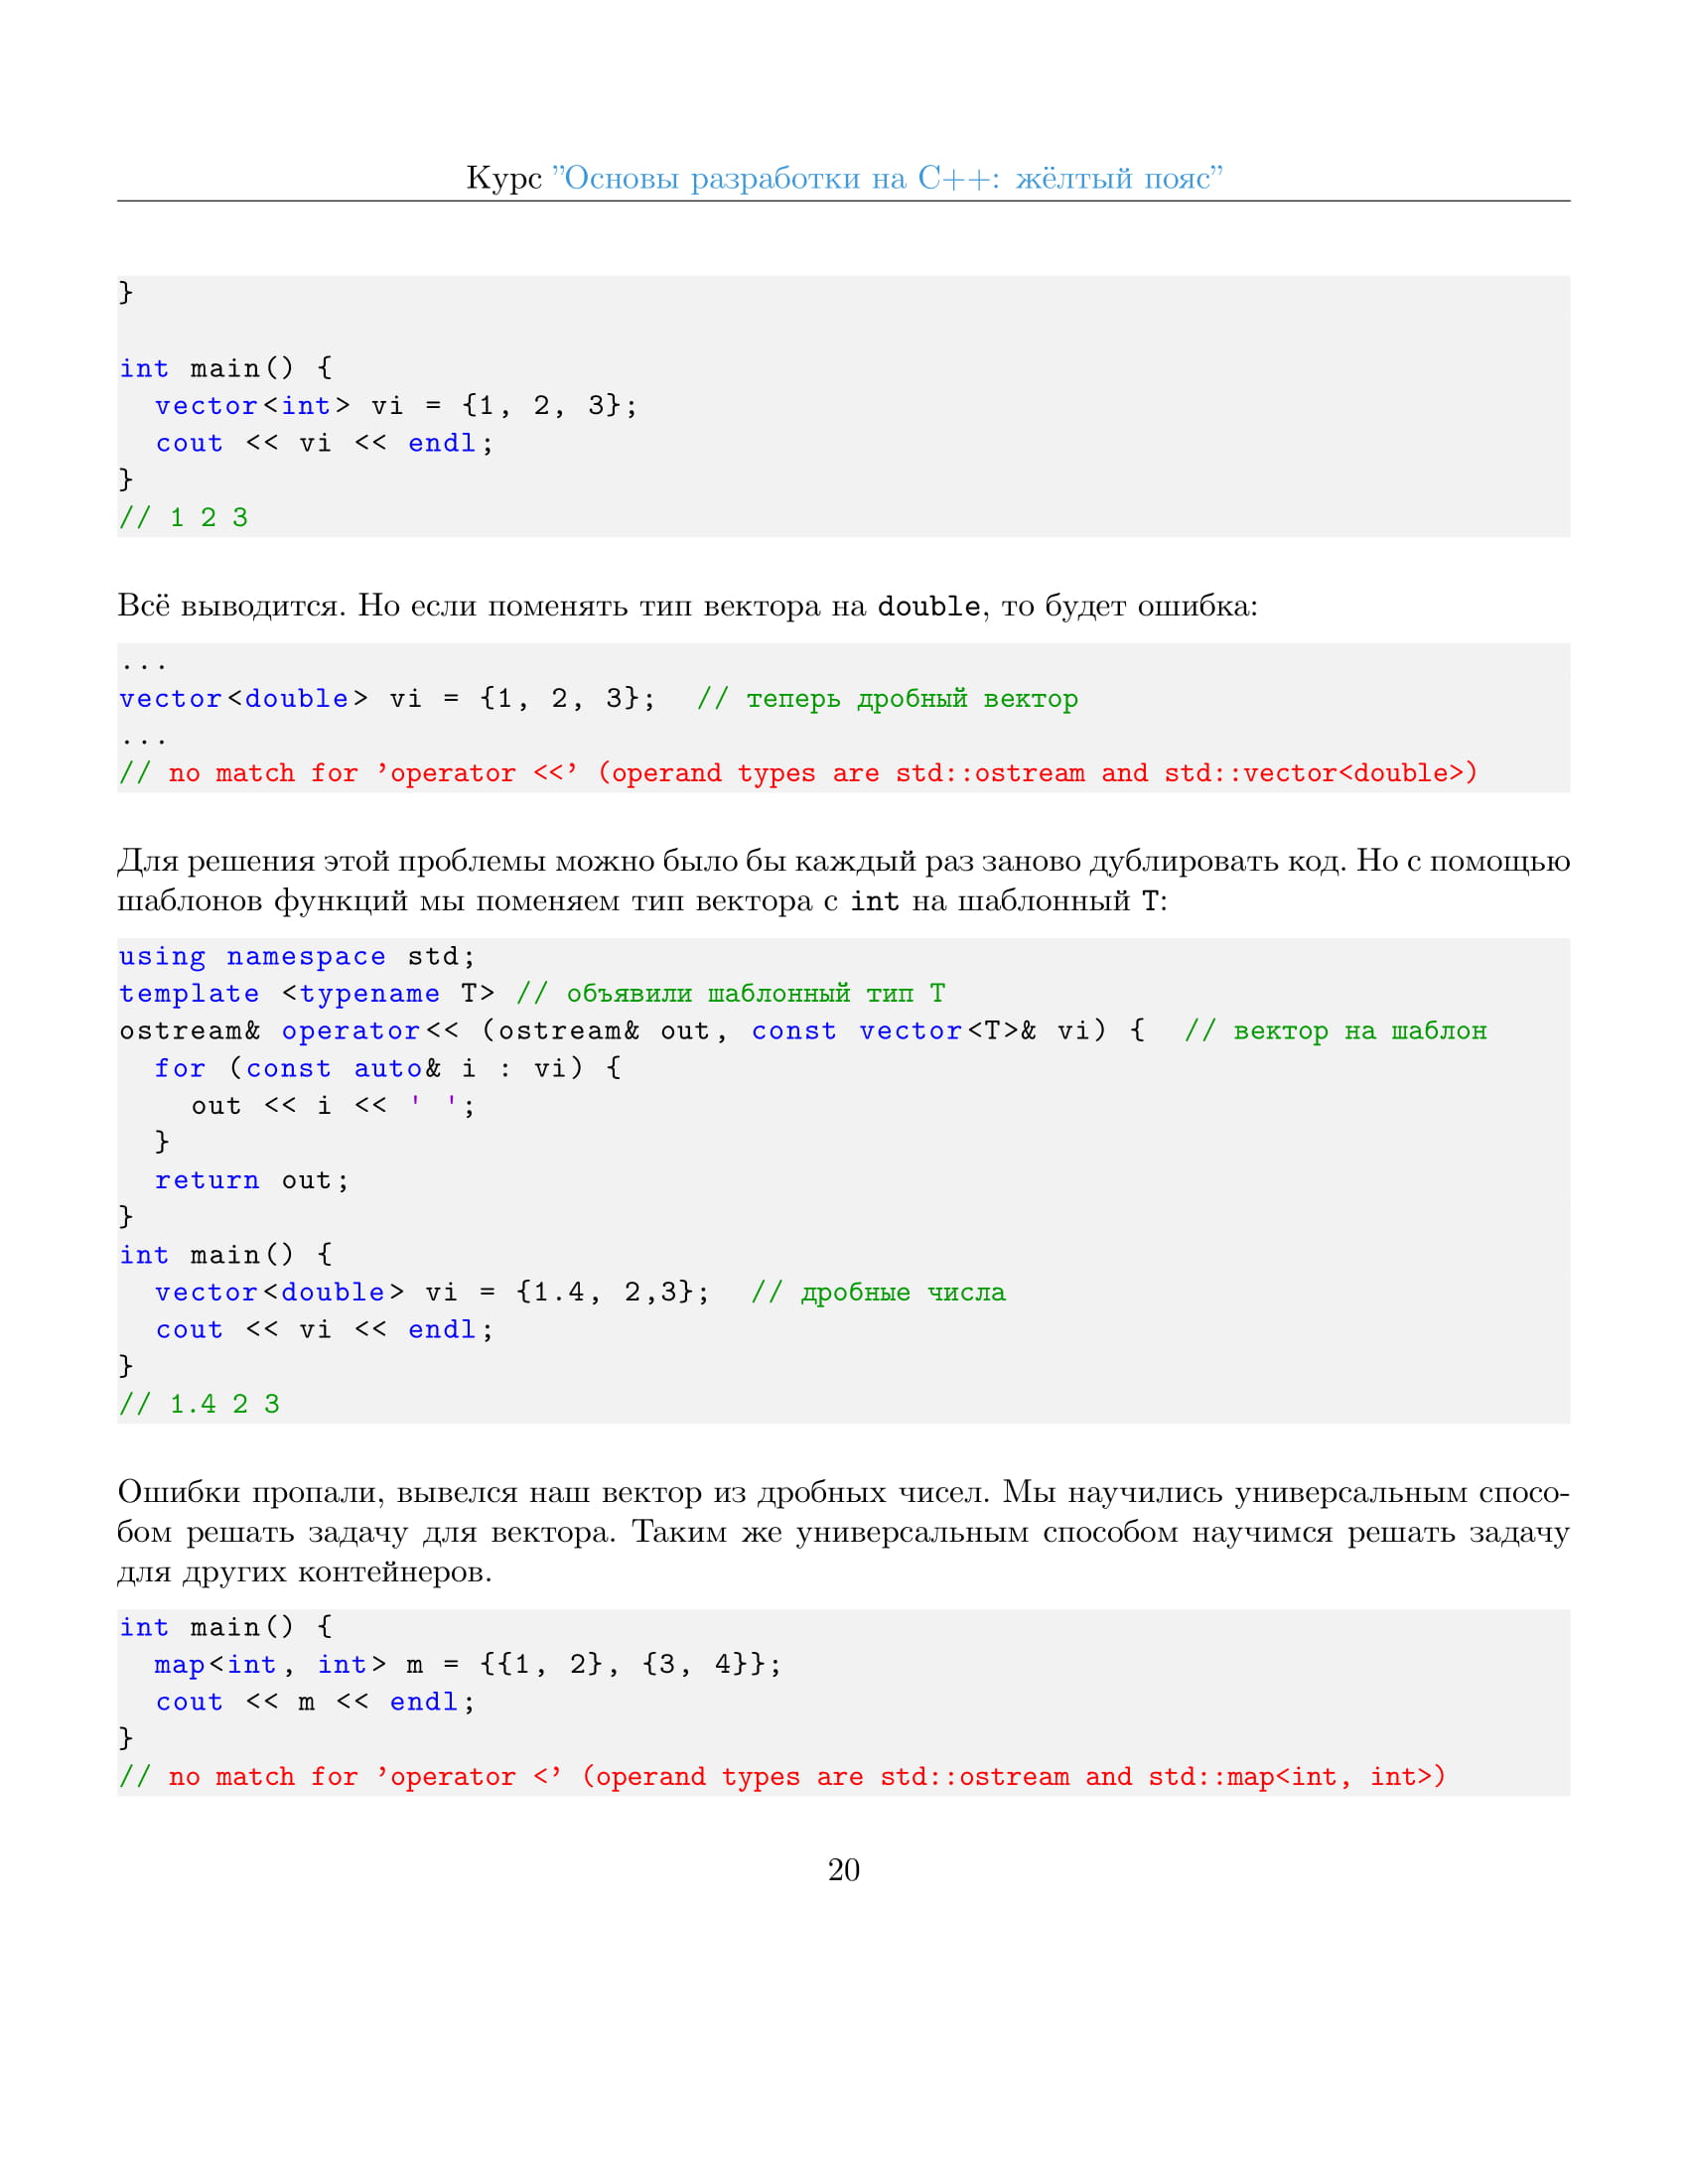 Курс ”Основы разработки на C++: жёлтый пояс”
}
int main() {
  vector<int> vi = {1, 2, 3};
  cout << vi << endl;
}
// 1 2 3
Всё выводится. Но если поменять тип вектора на double, то будет ошибка:
...
vector<double> vi = {1, 2, 3};  // теперь дробный вектор
...
// no match for ’operator <<’ (operand types are std::ostream and std::vector<double>)
Для решения этой проблемы можно было бы каждый раз заново дублировать код. Но с помощью
шаблонов функций мы поменяем тип вектора с int на шаблонный T:
using namespace std;
template <typename T> // объявили шаблонный тип T
ostream& operator<< (ostream& out, const vector<T>& vi) {  // вектор на шаблон
  for (const auto& i : vi) {
    out << i << ' ';
  }
  return out;
}
int main() {
  vector<double> vi = {1.4, 2,3};  // дробные числа
  cout << vi << endl;
}
// 1.4 2 3
Ошибки пропали, вывелся наш вектор из дробных чисел. Мы научились универсальным спосо-
бом решать задачу для вектора. Таким же универсальным способом научимся решать задачу
для других контейнеров.
int main() {
  map<int, int> m = {{1, 2}, {3, 4}};
  cout << m << endl;
}
// no match for ’operator <’ (operand types are std::ostream and std::map<int, int>)
20